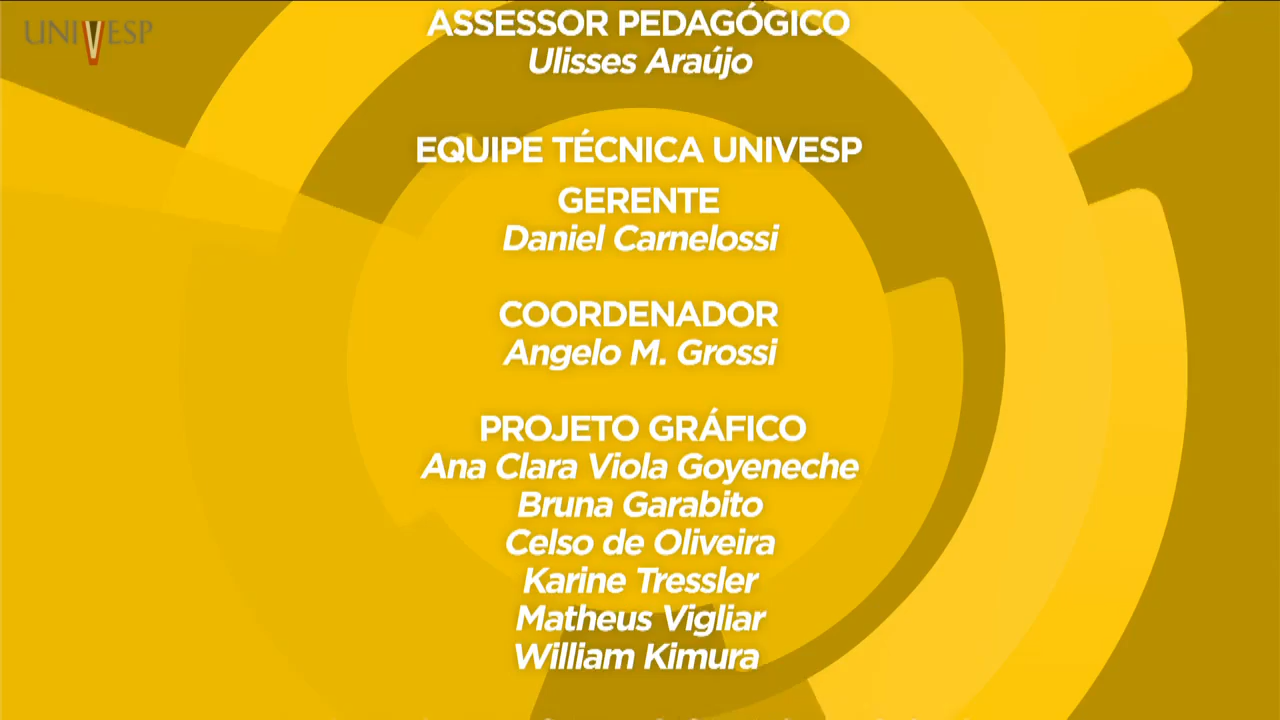 UNIVESP
ASSESSOR PEDAGÓGICO
Ulisses Araújo
EQUIPE TÉCNICA UNIVESP
GERENTE
Daniel Carnelossi
COORDENADOR
Angelo M. Grossi
PROJETO GRÁFICO
Ana Clara Viola Goyeneche
Bruna Garabito
Celso de Oliveira
Karine Tressler
Matheus Vigliar
William Kimura